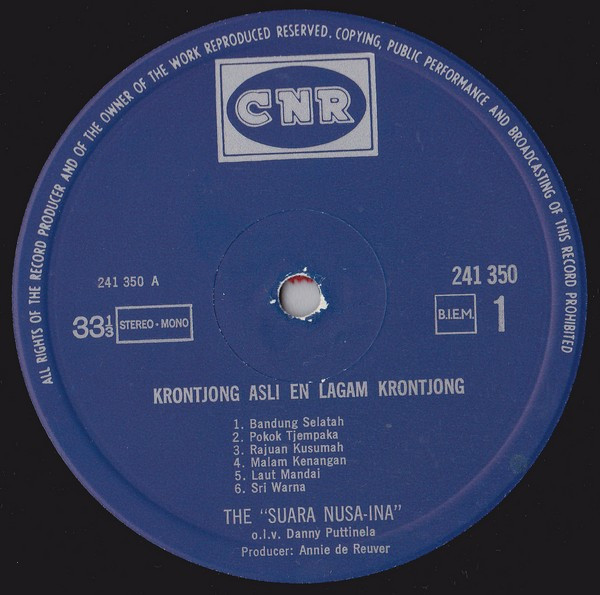 ALL RIGHTS OF THE RECORD PRODUCER AND OF THE OWNER OF THE WORK REPRODUCED RESERVED. COPYING, PUBLIC PERFORMANCE AND BROADCASTING OF THIS RECORD PROHIBITED
CNR
241 350 A
241 350
33⅓ STEREO - MONO
B.I.E.M. 1
KRONTJONG ASLI EN LAGAM KRONTJONG
1. Bandung Selatah
2. Pokok Tjempaka
3. Rajuan Kusumah
4. Malam Kenangan
5. Laut Mandai
6. Sri Warna
THE "SUARA NUSA-INA"
o.l.v. Danny Puttinela
Producer: Annie de Reuver